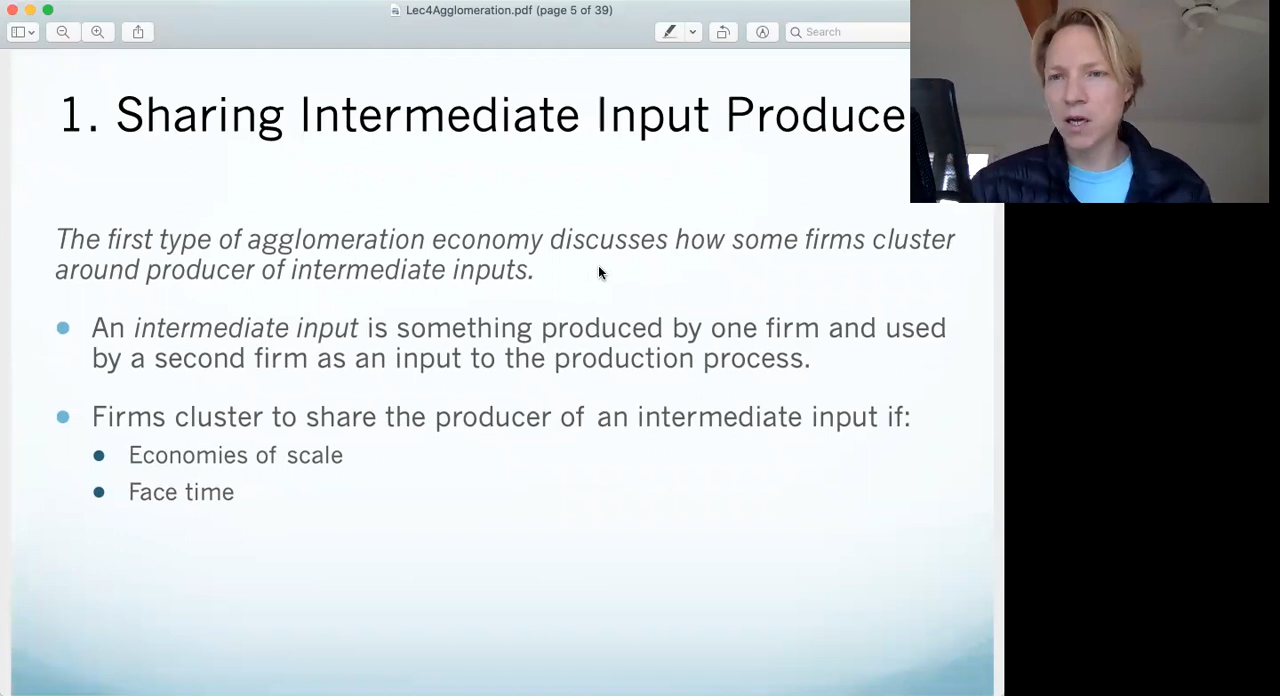 Lec4Agglomeration.pdf (page 5 of 39)
Search
1. Sharing Intermediate Input Produce
The first type of agglomeration economy discusses how some firms cluster
around producer of intermediate inputs.
An intermediate input is something produced by one firm and used
by a second firm as an input to the production process.
Firms cluster to share the producer of an intermediate input if:
Economies of scale
Face time